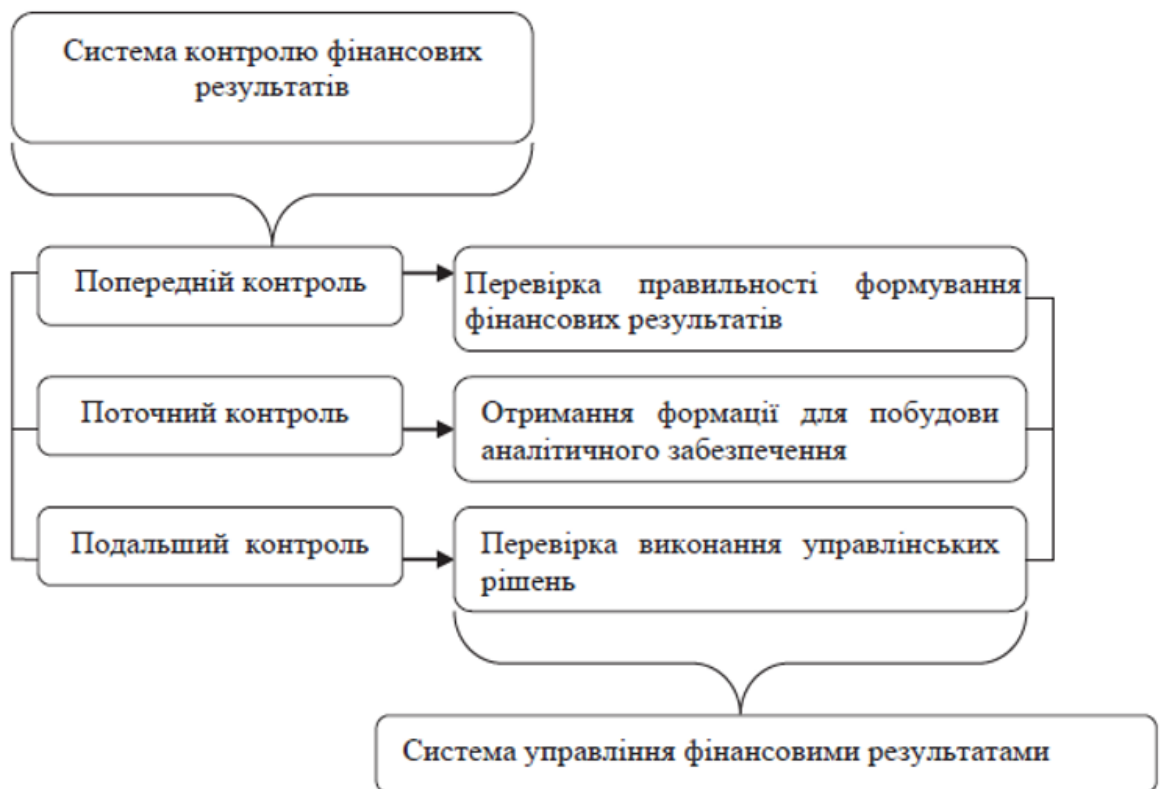 Система контролю фінансових
результатів
Попередній контроль
Перевірка правильності формування
фінансових результатів
Поточний контроль
Отримання формації для побудови
аналітичного забезпечення
Подальший контроль
Перевірка виконання управлінських
рішень
Система управління фінансовими результатами